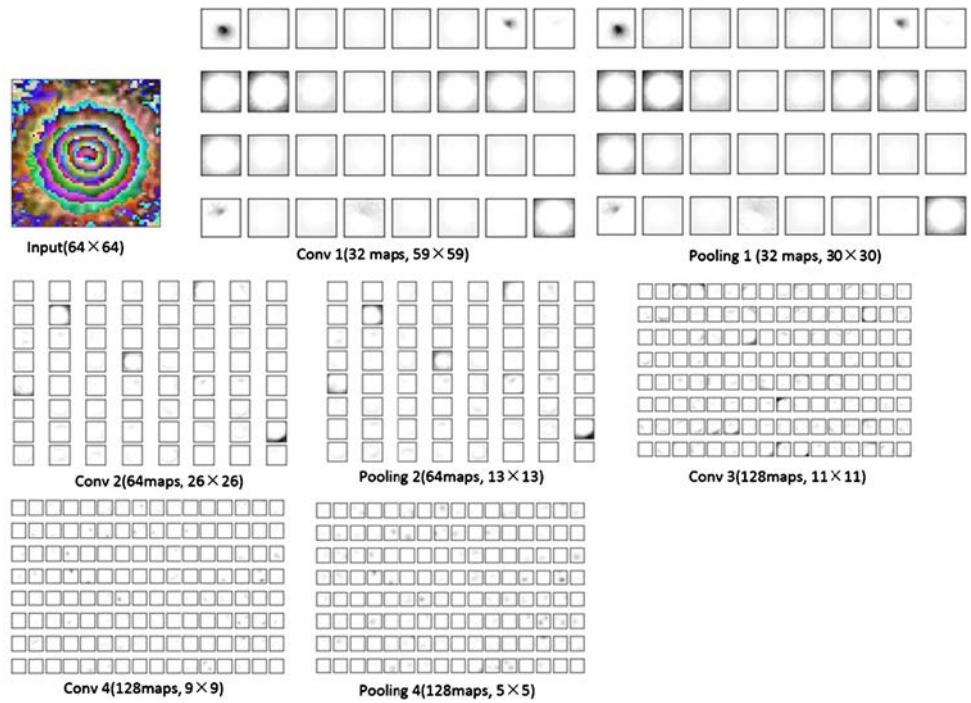 Input(64×64)
Conv 1(32 maps, 59×59)
Pooling 1 (32 maps, 30×30)
Conv 2(64maps, 26×26)
Pooling 2(64maps, 13×13)
Conv 3(128maps, 11×11)
Conv 4(128maps, 9×9)
Pooling 4(128maps, 5×5)